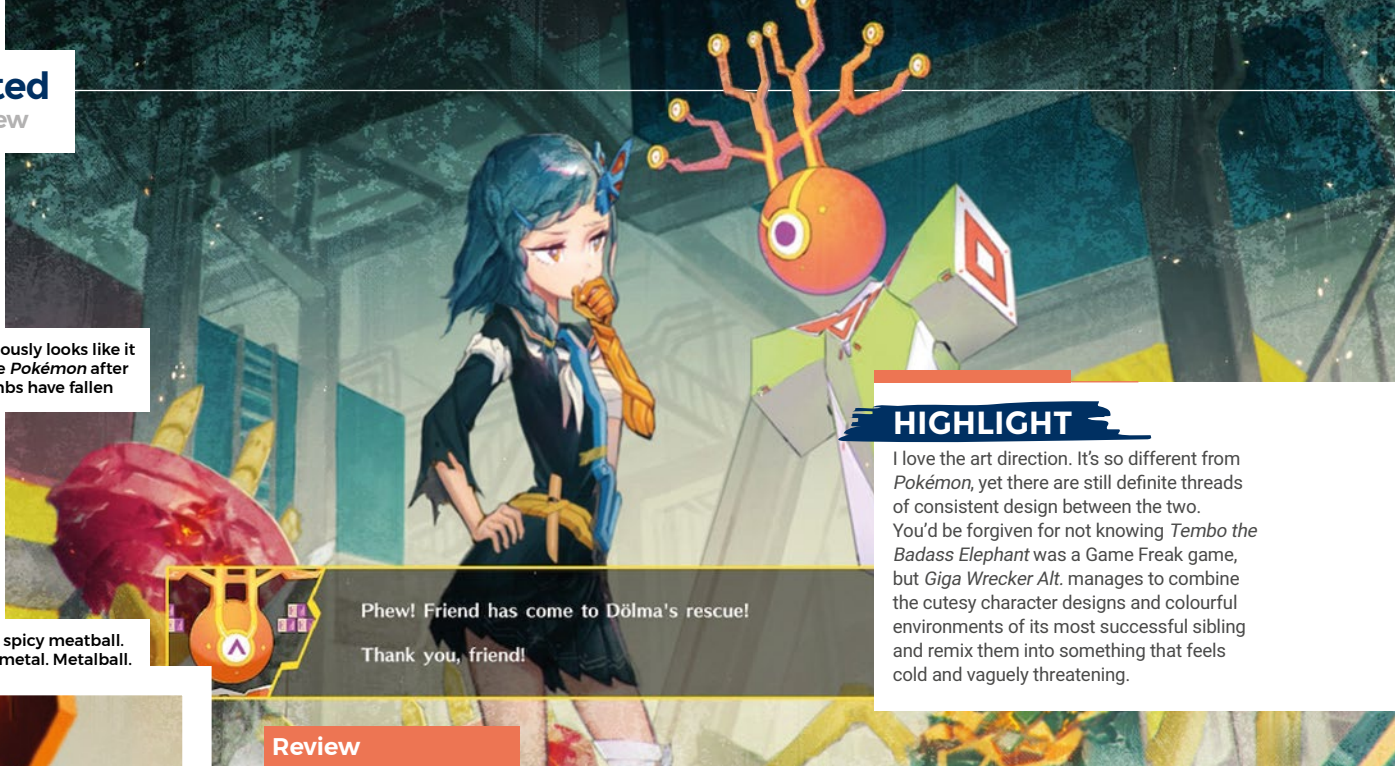 ted
ew
ously looks like it
e Pokémon after
mbs have fallen
spicy meatball.
metal. Metalball.
HIGHLIGHT
I love the art direction. It’s so different from
Pokémon, yet there are still definite threads
of consistent design between the two.
You’d be forgiven for not knowing Tembo the
Badass Elephant was a Game Freak game,
but Giga Wrecker Alt. manages to combine
the cutesy character designs and colourful
environments of its most successful sibling
and remix them into something that feels
cold and vaguely threatening.
Phew! Friend has come to Dölma's rescue!
Thank you, friend!
Review